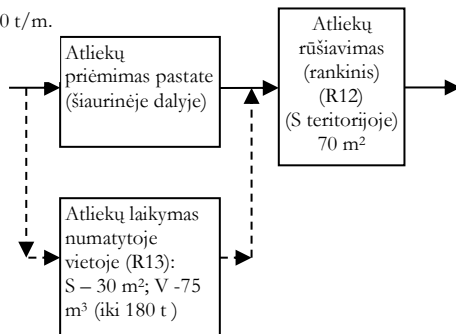 0 t/m.
Atliekų
priėmimas pastate
(šiaurinėje dalyje)
Atliekų
rūšiavimas
(rankinis)
(R12)
(S teritorijoje)
70 m²
Atliekų laikymas
numatytoje
vietoje (R13):
S – 30 m²; V -75
m³ (iki 180 t )